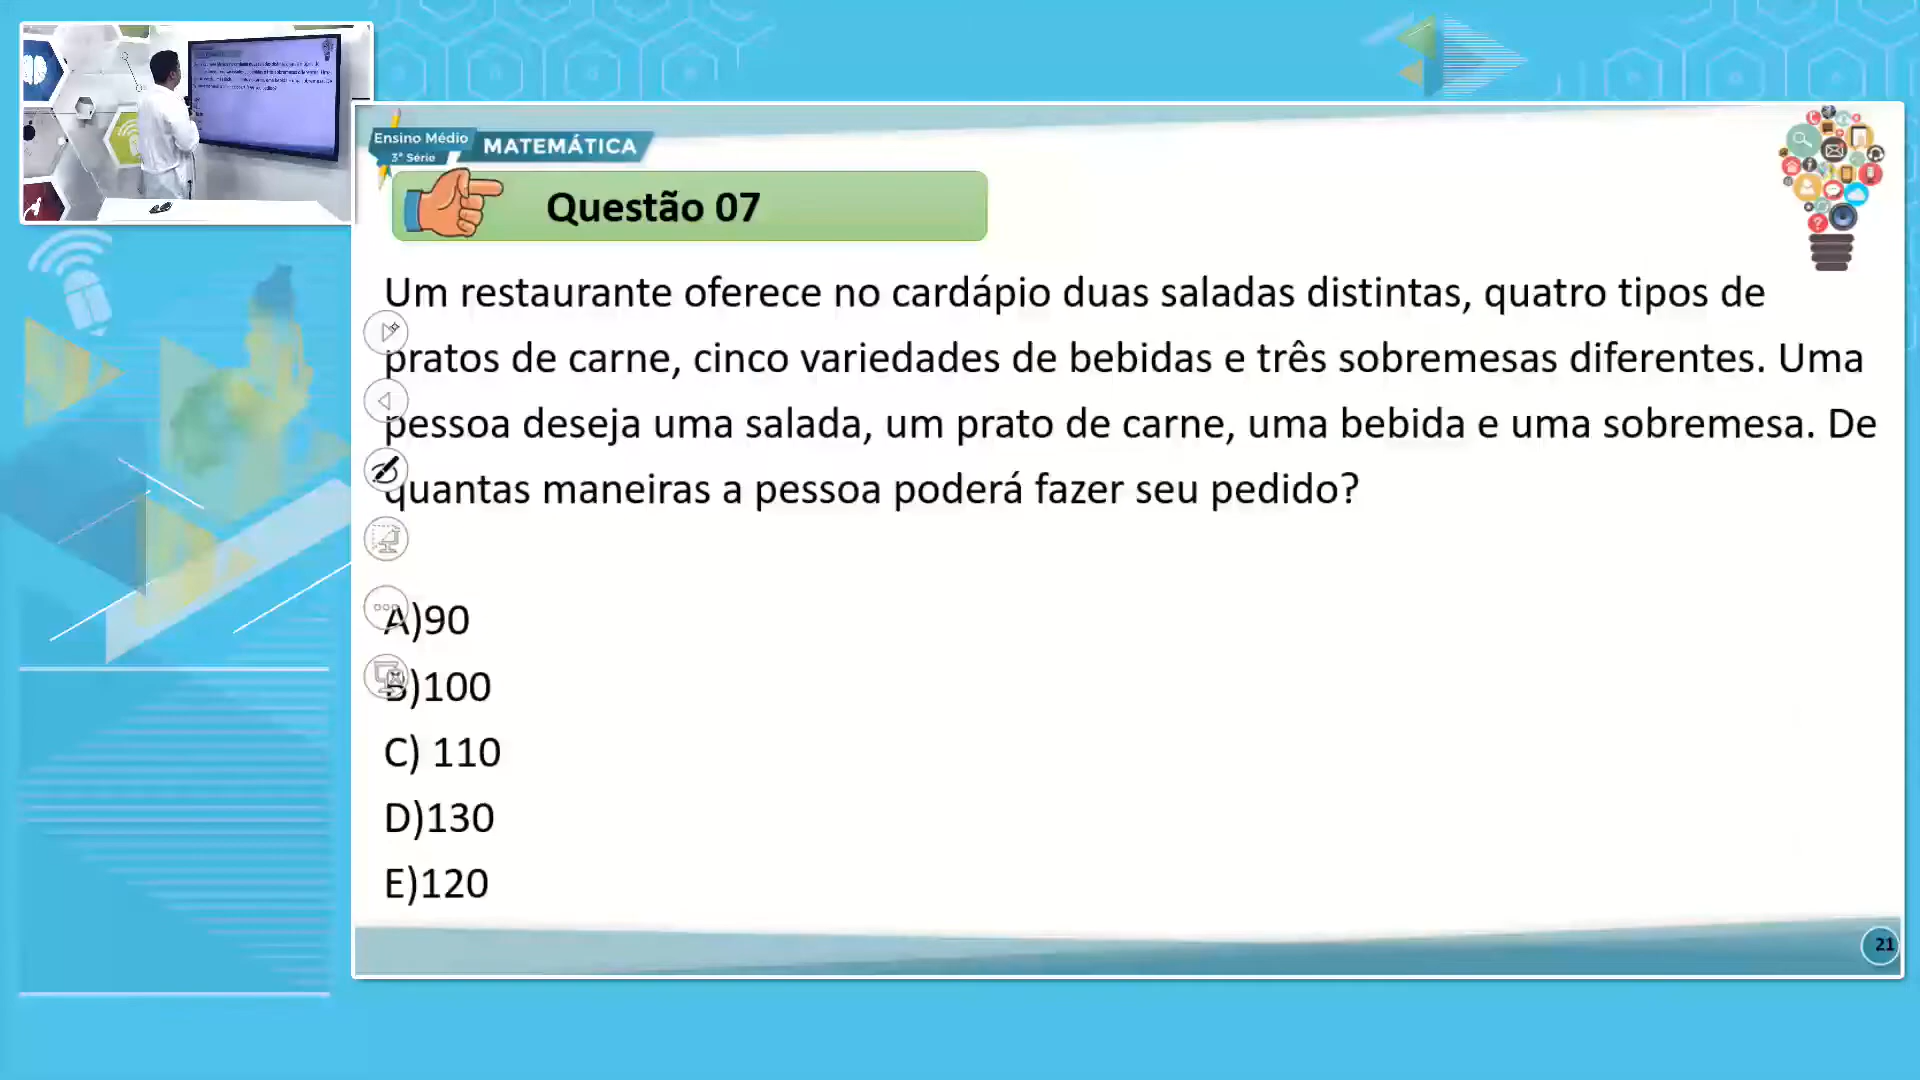 Ensino Médio
3ª Série
MATEMÁTICA
Questão 07
Um restaurante oferece no cardápio duas saladas distintas, quatro tipos de
pratos de carne, cinco variedades de bebidas e três sobremesas diferentes. Uma
pessoa deseja uma salada, um prato de carne, uma bebida e uma sobremesa. De
quantas maneiras a pessoa poderá fazer seu pedido?
A)90
B)100
C) 110
D)130
E)120
21